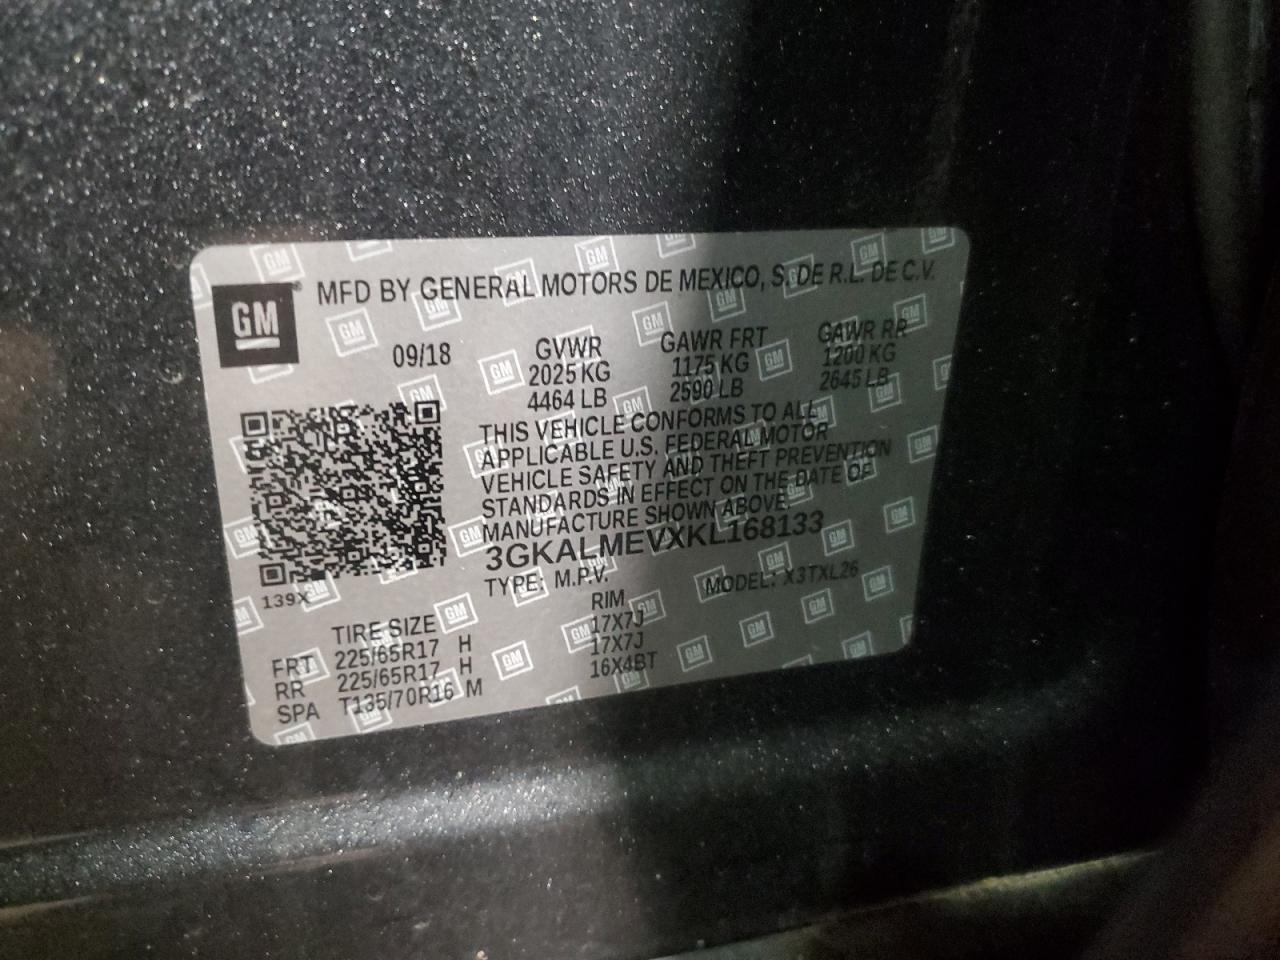 GM
MFD BY GENERAL MOTORS DE MEXICO, S. DE R.L. DE C.V.
09/18 GVWR GAWR FRT GAWR RR
2025 KG 1175 KG 1200 KG
4464 LB 2590 LB 2645 LB
THIS VEHICLE CONFORMS TO ALL
APPLICABLE U.S. FEDERAL MOTOR
VEHICLE SAFETY AND THEFT PREVENTION
STANDARDS IN EFFECT ON THE DATE OF
MANUFACTURE SHOWN ABOVE.
3GKALMEVXKL168133
TYPE: M.P.V. MODEL: X3TXL26
139X
TIRE SIZE RIM
FRT 225/65R17 H 17X7J
RR 225/65R17 H 17X7J
SPA T135/70R16 M 16X4BT